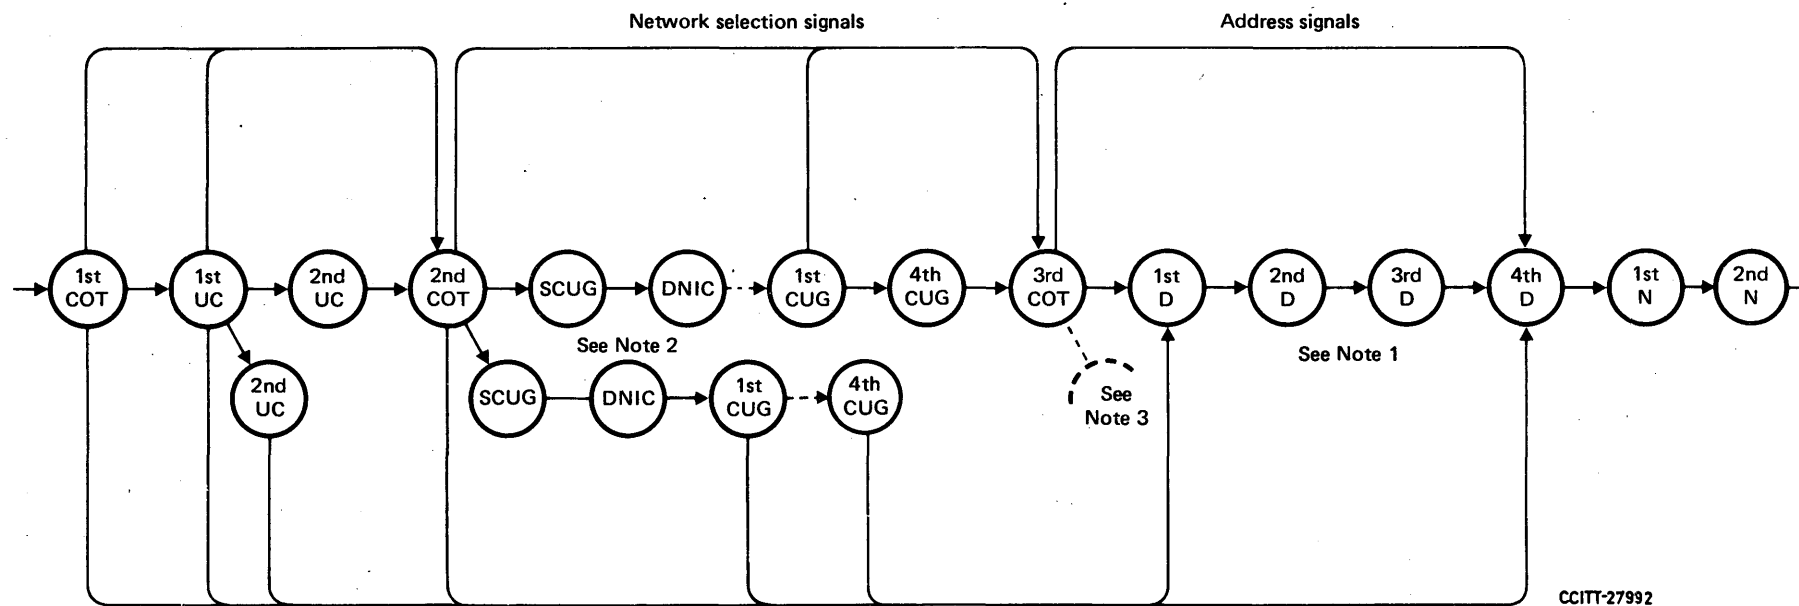 Network selection signals
Address signals
1st
COT
1st
UC
2nd
UC
2nd
COT
SCUG
DNIC
1st
CUG
4th
CUG
3rd
COT
1st
D
2nd
D
3rd
D
4th
D
1st
N
2nd
N
See Note 2
See Note 1
2nd
UC
SCUG
DNIC
1st
CUG
4th
CUG
See
Note 3
CCITT-27992